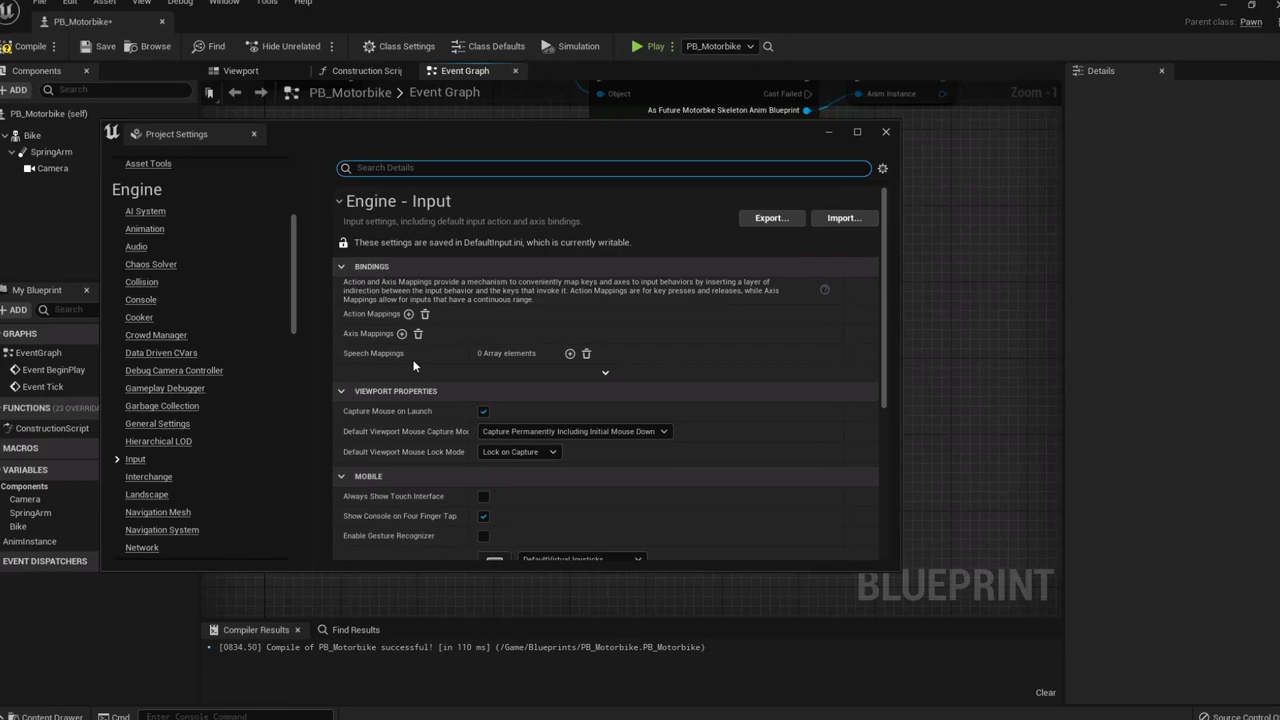 File Edit Asset View Debug Window Tools Help
PB_Motorbike*
Parent class: Pawn
Compile Save Browse Find Hide Unrelated Class Settings Class Defaults Simulation Play PB_Motorbike
Components
Viewport
Construction Scrip
Event Graph
Details
ADD
Search
PB_Motorbike > Event Graph
Object
Cast Failed
Anim Instance
Zoom -1
As Future Motorbke Skeleton Anim Blueprint
PB_Motorbike (self)
Bike
SpringArm
Camera
My Blueprint
ADD
Search
GRAPHS
EventGraph
Event BeginPlay
Event Tick
FUNCTIONS (23 OVERRIDA
ConstructionScript
MACROS
VARIABLES
Components
Camera
SpringArm
Bike
AnimInstance
EVENT DISPATCHERS
Project Settings
Asset Tools
Engine
AI System
Animation
Audio
Chaos Solver
Collision
Console
Cooker
Crowd Manager
Data Driven CVars
Debug Camera Controller
Gameplay Debugger
Garbage Collection
General Settings
Hierarchical LOD
Input
Interchange
Landscape
Navigation Mesh
Navigation System
Network
Search Details
Engine - Input
Input settings, including default input action and axis bindings.
Export...
Import...
These settings are saved in DefaultInput.ini, which is currently writable.
BINDINGS
Action and Axis Mappings provide a mechanism to conveniently map keys and axes to input behaviors by inserting a layer of
indirection between the input behavior and the keys that invoke it. Action Mappings are for key presses and releases, while Axis
Mappings allow for inputs that have a continuous range.
Action Mappings
Axis Mappings
Speech Mappings 0 Array elements
VIEWPORT PROPERTIES
Capture Mouse on Launch
Default Viewport Mouse Capture Mo Capture Permanently Including Initial Mouse Down
Default Viewport Mouse Lock Mode Lock on Capture
MOBILE
Always Show Touch Interface
Show Console on Four Finger Tap
Enable Gesture Recognizer
DefaultVirtualJoysticks
BLUEPRINT
Compiler Results
Find Results
[0834.50] Compile of PB_Motorbike successful! [in 110 ms] (/Game/Blueprints/PB_Motorbike.PB_Motorbike)
Clear
Content Drawer
Cmd
Enter Console Command
Source Control O